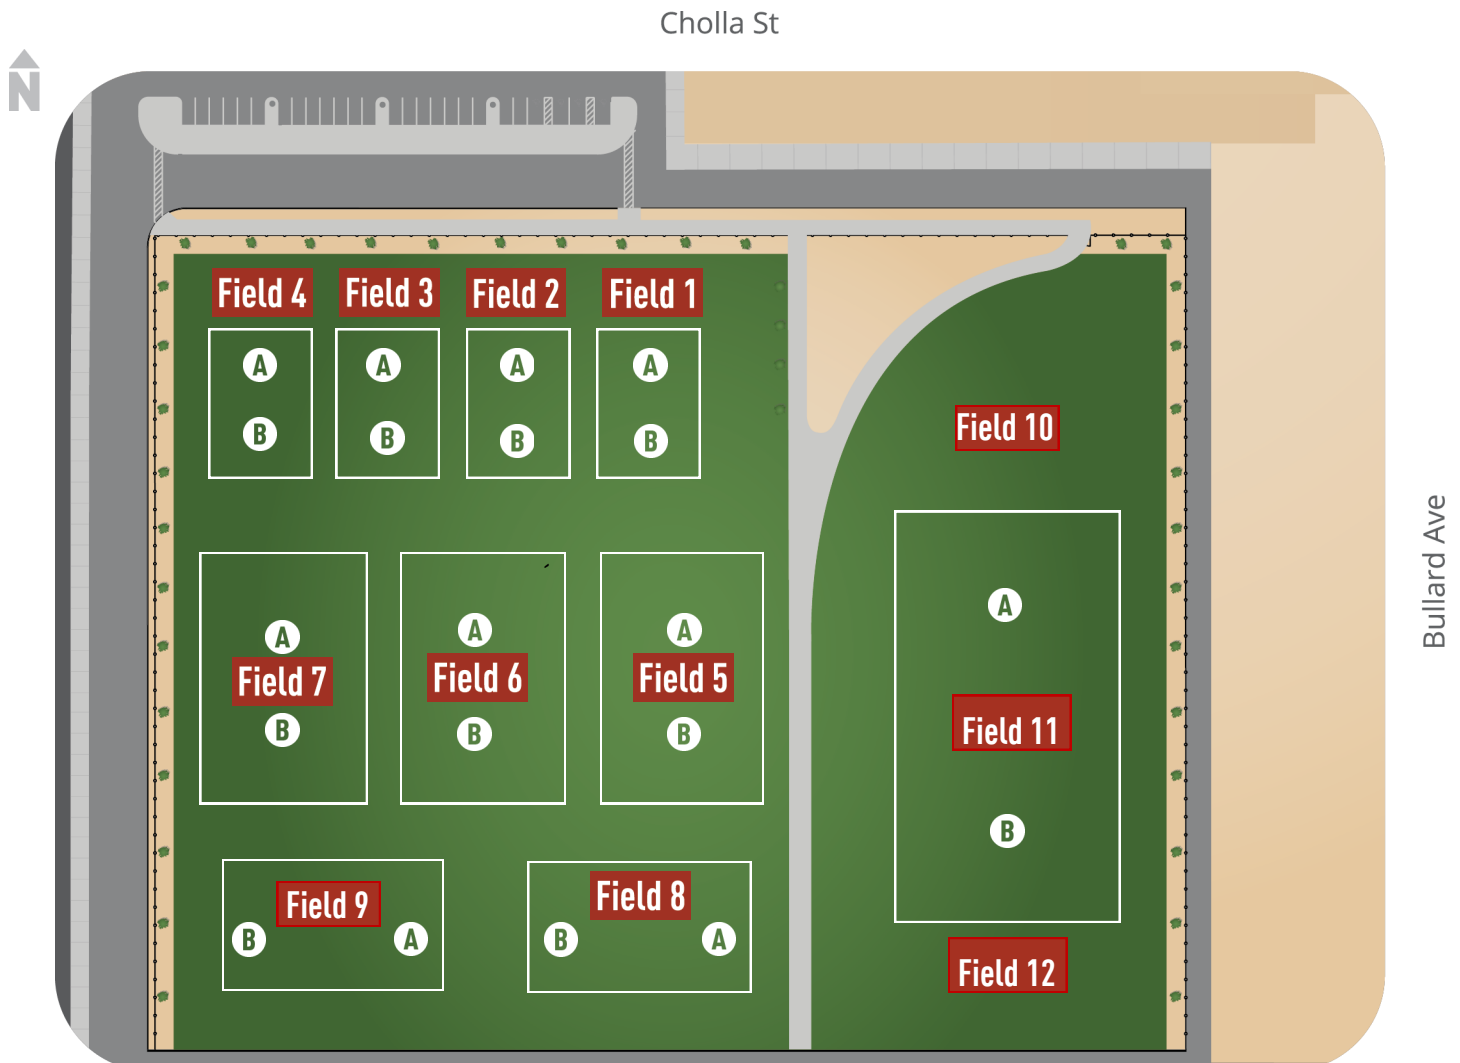 Cholla St
N
Field 4
Field 3
Field 2
Field 1
A
A
A
A
B
B
B
B
Field 10
Bullard Ave
A
A
A
A
Field 7
Field 6
Field 5
B
B
B
Field 11
B
Field 9
Field 8
B
A
B
A
Field 12